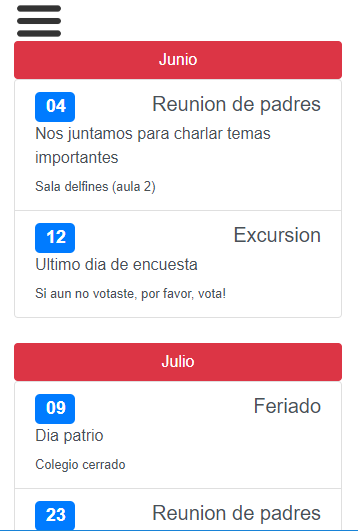 Junio
04 Reunion de padres
Nos juntamos para charlar temas
importantes
Sala delfines (aula 2)
12 Excursion
Ultimo dia de encuesta
Si aun no votaste, por favor, vota!
Julio
09 Feriado
Dia patrio
Colegio cerrado
23 Reunion de padres